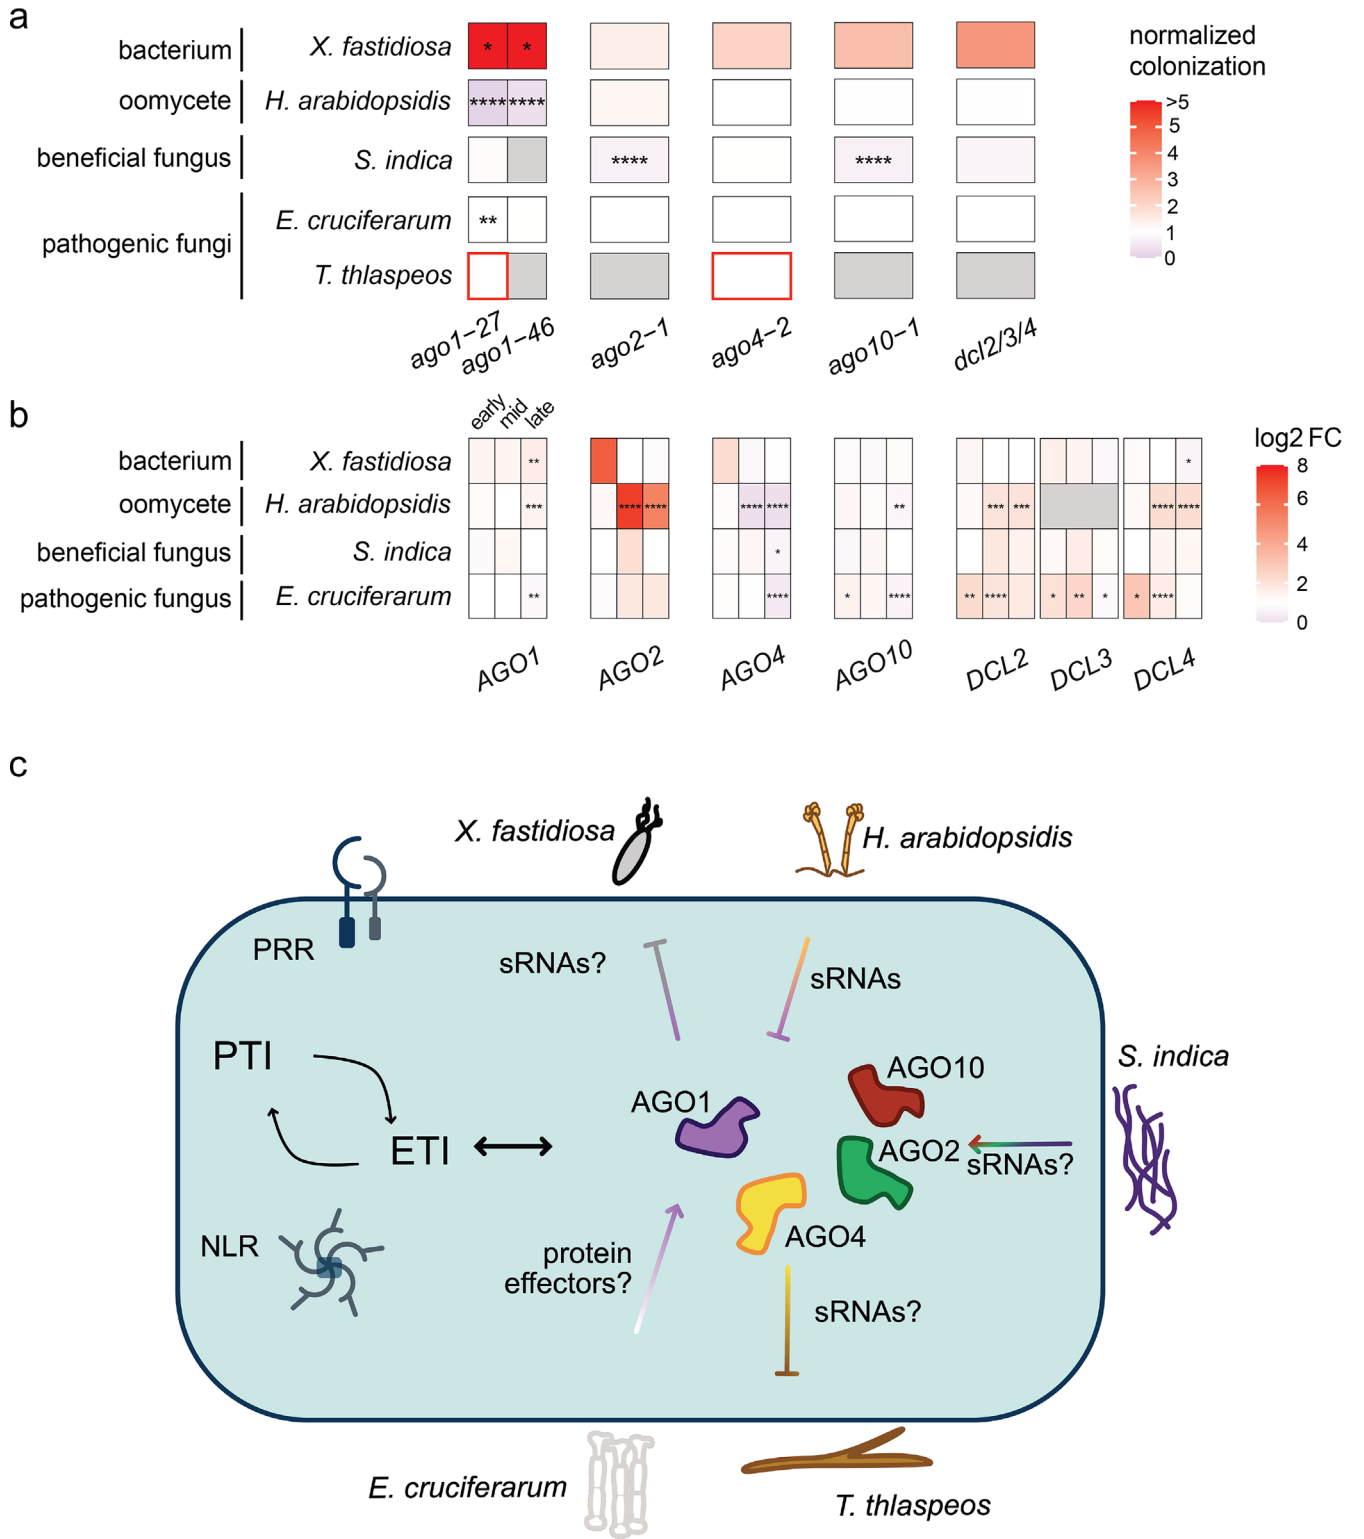 a
bacterium X. fastidiosa * *
oomycete H. arabidopsidis **** ****
beneficial fungus S. indica **** ****
pathogenic fungi
E. cruciferarum **
T. thlaspeos
ago1−27 ago1−46 ago2−1 ago4−2 ago10−1 dcl2/3/4
normalized
colonization
>5
5
4
3
2
1
0
b
early mid late
bacterium X. fastidiosa ** *
oomycete H. arabidopsidis *** **** **** **** **** ** *** *** **** ****
beneficial fungus S. indica *
pathogenic fungus E. cruciferarum ** **** * **** ** **** * ** * * ****
AGO1 AGO2 AGO4 AGO10 DCL2 DCL3 DCL4
log2 FC
8
6
4
2
0
c
X. fastidiosa
H. arabidopsidis
PRR
sRNAs?
sRNAs
PTI
ETI
NLR
AGO1
AGO10
AGO2
AGO4
sRNAs?
S. indica
protein
effectors?
sRNAs?
E. cruciferarum
T. thlaspeos